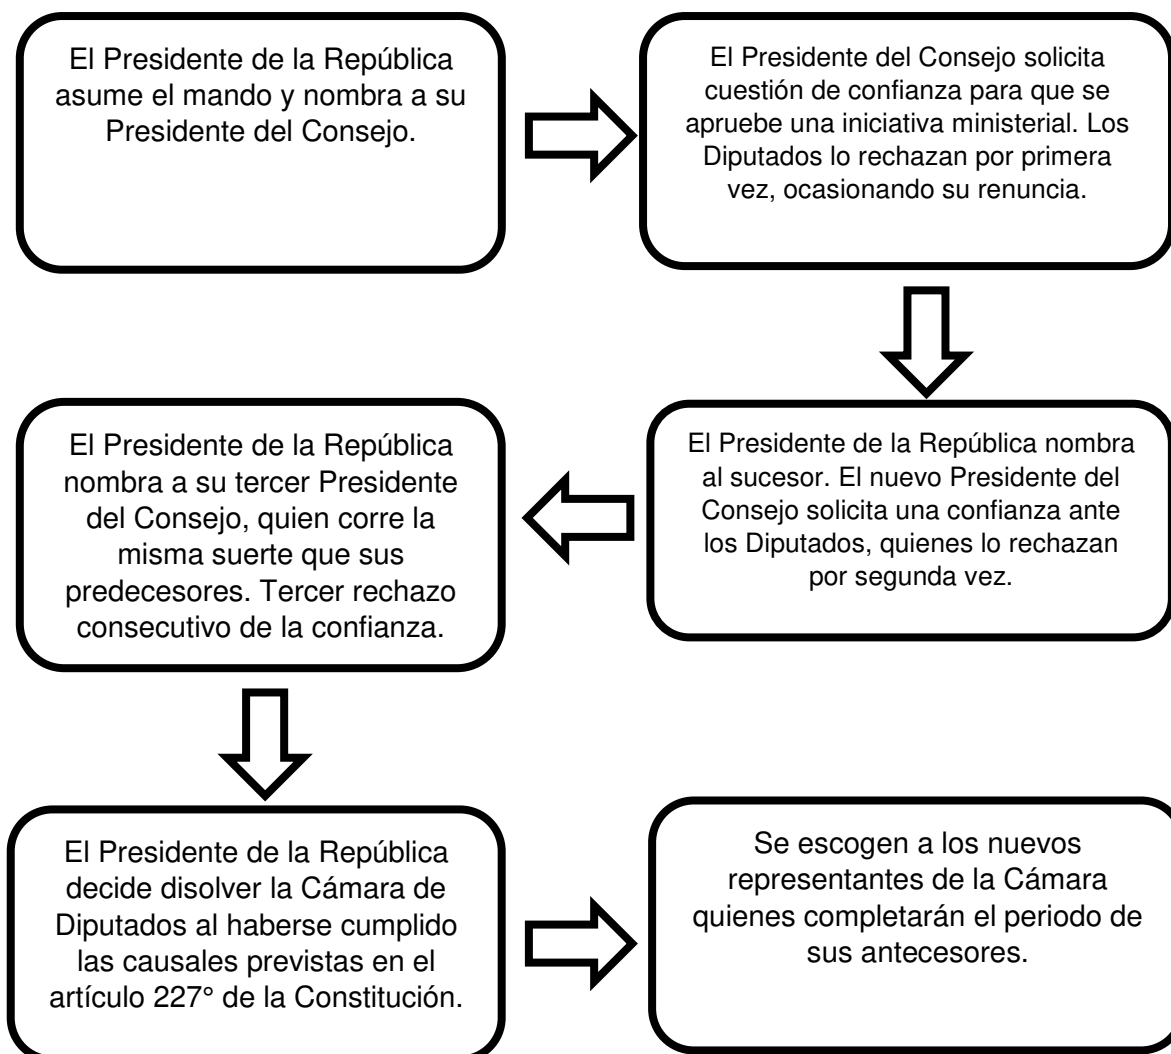 El Presidente de la República
asume el mando y nombra a su
Presidente del Consejo.
El Presidente del Consejo solicita
cuestión de confianza para que se
apruebe una iniciativa ministerial. Los
Diputados lo rechazan por primera
vez, ocasionando su renuncia.
El Presidente de la República nombra
al sucesor. El nuevo Presidente del
Consejo solicita una confianza ante
los Diputados, quienes lo rechazan
por segunda vez.
El Presidente de la República
nombra a su tercer Presidente
del Consejo, quien corre la
misma suerte que sus
predecesores. Tercer rechazo
consecutivo de la confianza.
El Presidente de la República
decide disolver la Cámara de
Diputados al haberse cumplido
las causales previstas en el
artículo 227° de la Constitución.
Se escogen a los nuevos
representantes de la Cámara
quienes completarán el periodo de
sus antecesores.